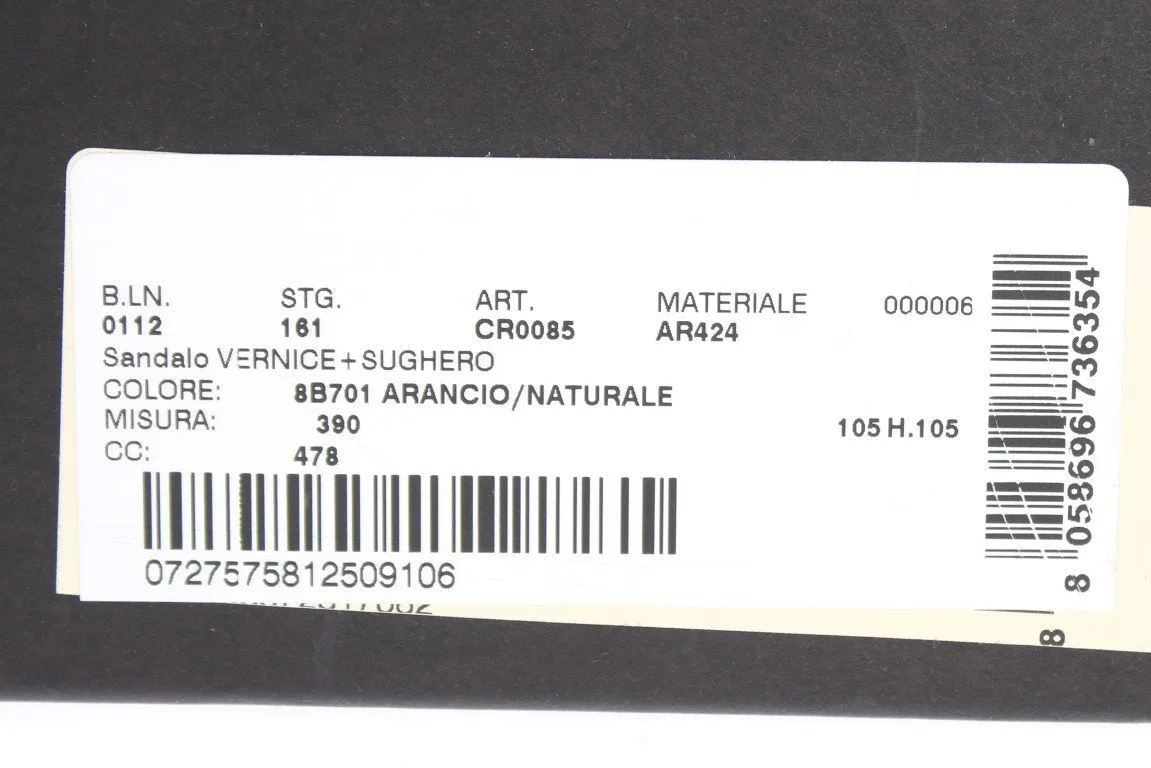 B.LN. STG. ART. MATERIALE 000006
0112 161 CR0085 AR424
Sandalo VERNICE+SUGHERO
COLORE: 8B701 ARANCIO/NATURALE
MISURA: 390 105 H.105
CC: 478
0727575812509106
8 058696 736354
8